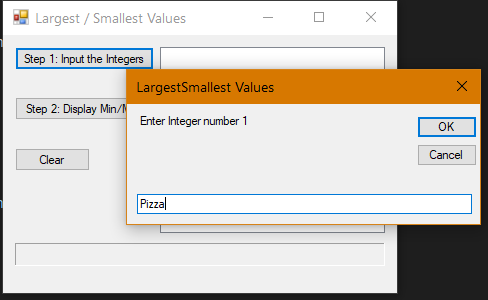 Largest / Smallest Values
Step 1: Input the Integers
LargestSmallest Values
Enter Integer number 1
OK
Step 2: Display Min/M
Cancel
Clear
Pizza